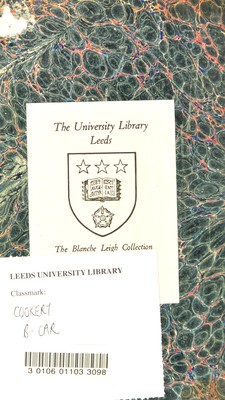 The University Library
Leeds
The Blanche Leigh Collection
LEEDS UNIVERSITY LIBRARY
Classmark:
COOKERY
B-CAR
3 0106 01103 3098